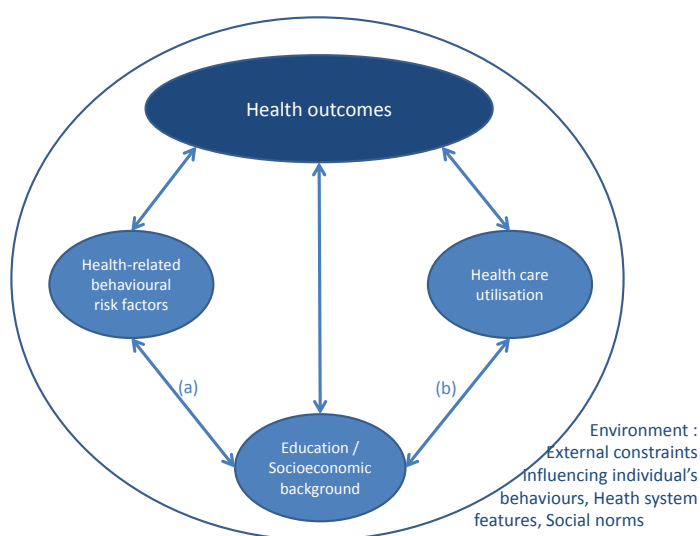 Health outcomes
Health-related
behavioural
risk factors
Health care
utilisation
(a)
(b)
Education /
Socioeconomic
background
Environment :
External constraints
influencing individual's
behaviours, Heath system
features, Social norms